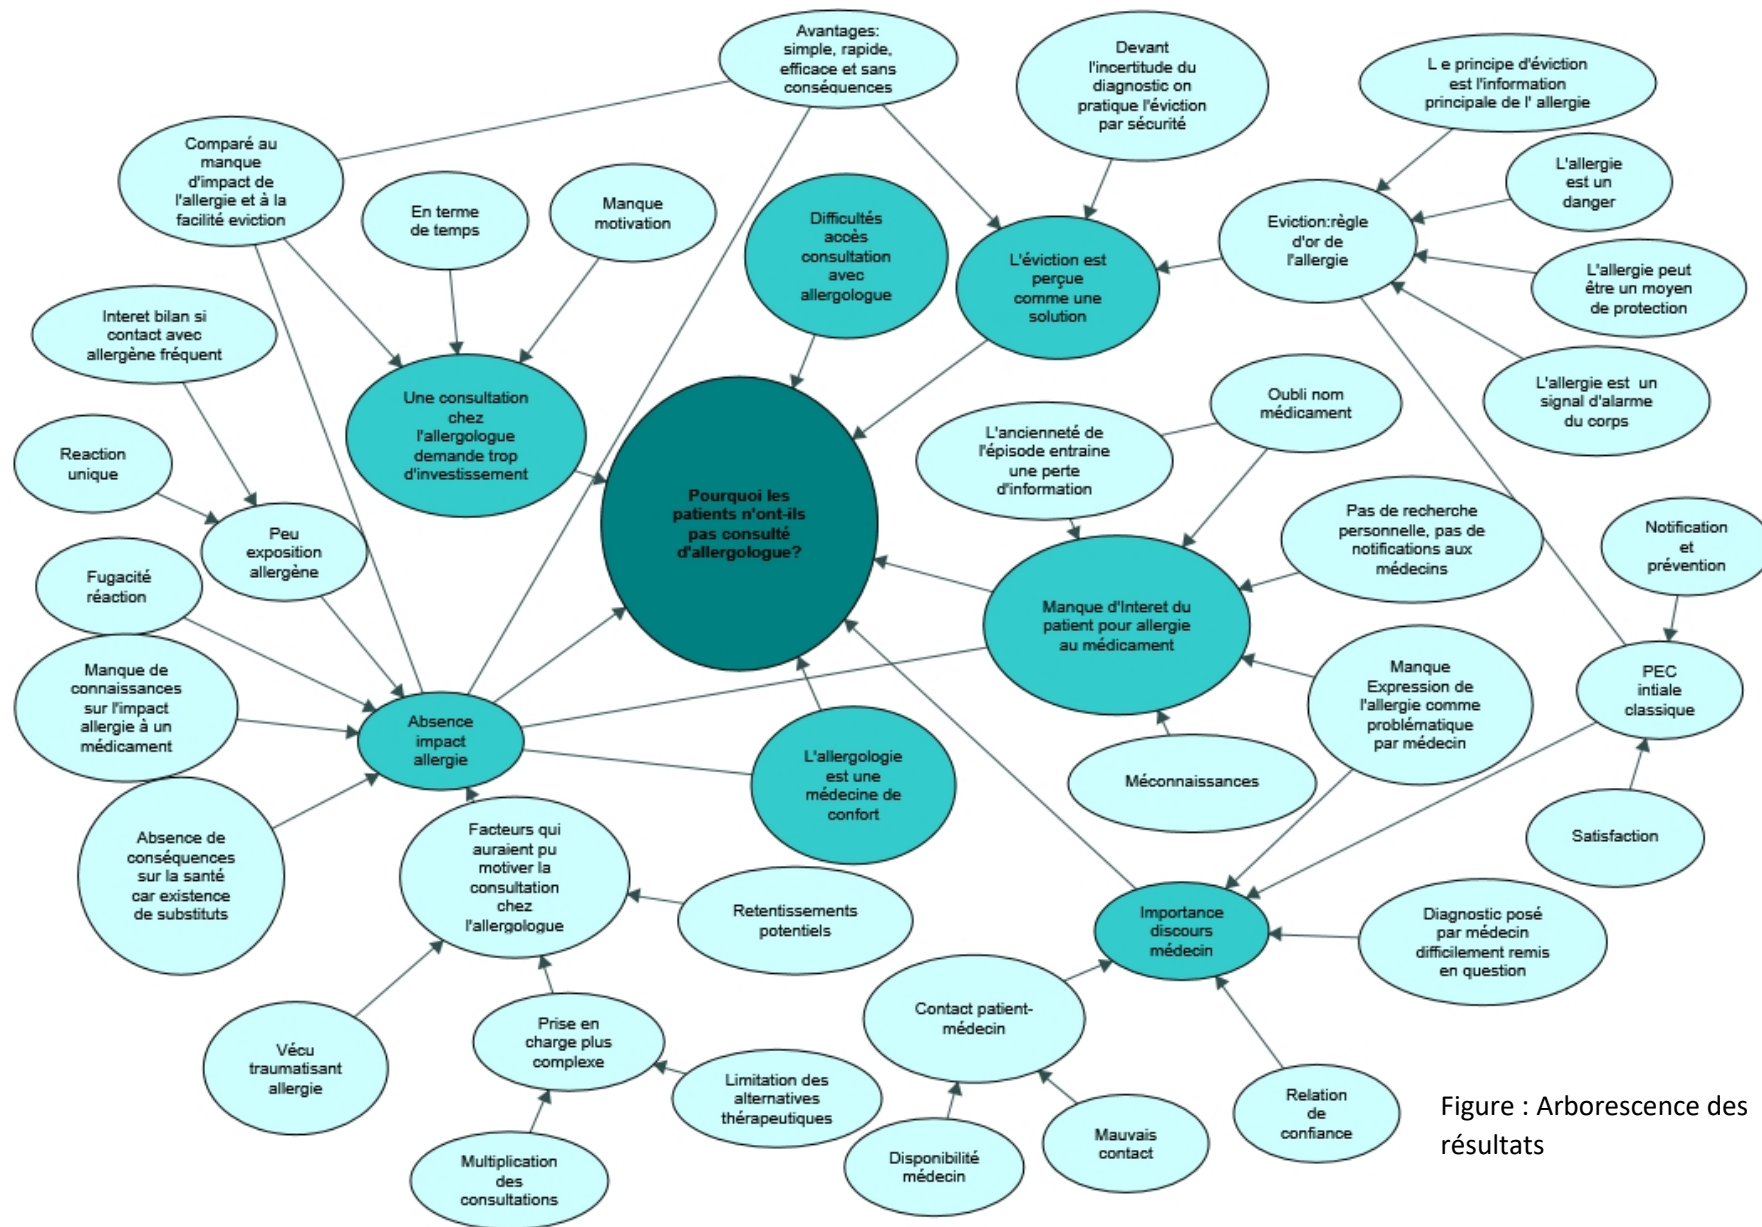 Avantages:
simple, rapide,
efficace et sans
conséquences
Devant
l'incertitude du
diagnostic on
pratique l'éviction
par sécurité
L e principe d'éviction
est l'information
principale de l' allergie
Comparé au
manque
d'impact de
l'allergie et à la
facilité eviction
En terme
de temps
Manque
motivation
Difficultés
accès
consultation
avec
allergologue
L'éviction est
perçue
comme une
solution
Eviction:règle
d'or de
l'allergie
L'allergie
est un
danger
L'allergie peut
être un moyen
de protection
L'allergie est  un
signal d'alarme
du corps
Interet bilan si
contact avec
allergène fréquent
Une consultation
chez
l'allergologue
demande trop
d'investissement
Oubli nom
médicament
L'ancienneté de
l'épisode entraine
une perte
d'information
Reaction
unique
Peu
exposition
allergène
Pourquoi les
patients n'ont-ils
pas consulté
d'allergologue?
Pas de recherche
personnelle, pas de
notifications aux
médecins
Notification
et
prévention
Fugacité
réaction
Manque d'Interet du
patient pour allergie
au médicament
Manque de
connaissances
sur l'impact
allergie à un
médicament
Absence
impact
allergie
L'allergologie
est une
médecine de
confort
Méconnaissances
Manque
Expression de
l'allergie comme
problématique
par médecin
PEC
intiale
classique
Satisfaction
Absence de
conséquences
sur la santé
car existence
de substituts
Facteurs qui
auraient pu
motiver la
consultation
chez
l'allergologue
Retentissements
potentiels
Importance
discours
médecin
Diagnostic posé
par médecin
difficilement remis
en question
Vécu
traumatisant
allergie
Prise en
charge plus
complexe
Limitation des
alternatives
thérapeutiques
Contact patient-
médecin
Relation
de
confiance
Multiplication
des
consultations
Disponibilité
médecin
Mauvais
contact
Figure : Arborescence des
résultats